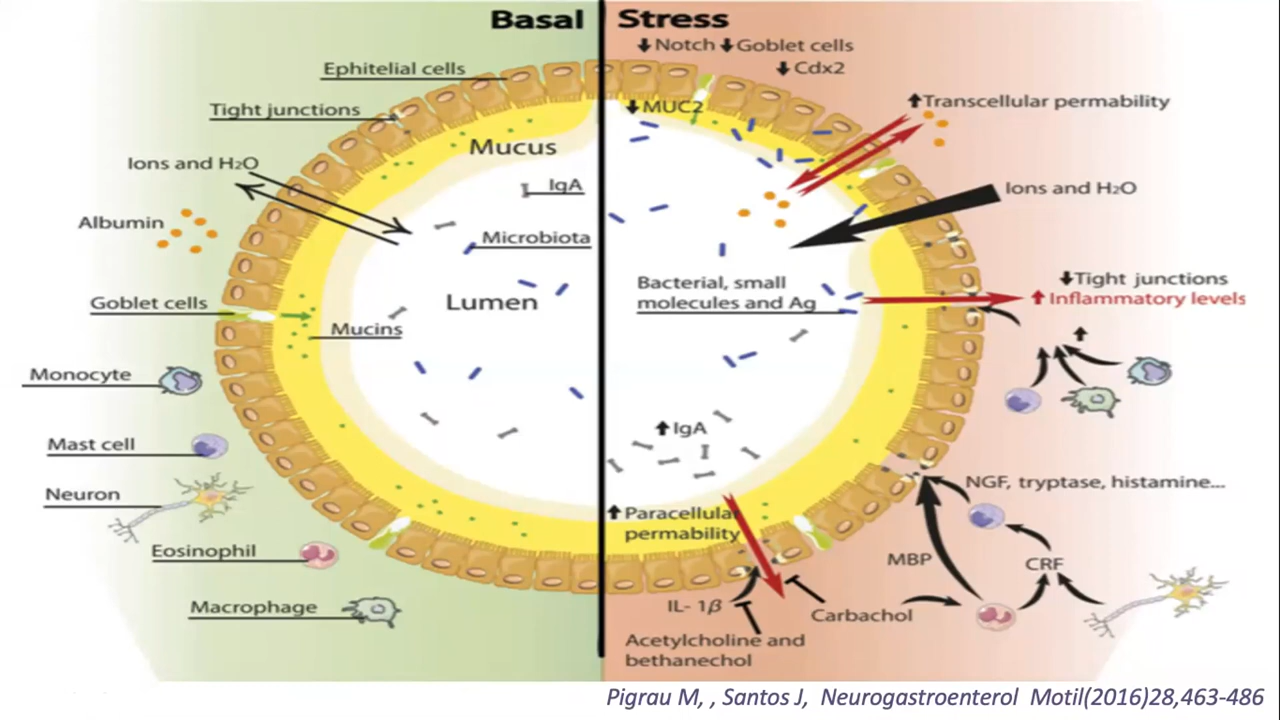 Basal
Stress
Notch Goblet cells
Cdx2
Ephitelial cells
Tight junctions
MUC2
Transcellular permability
Mucus
Ions and H₂O
IgA
Ions and H₂O
Albumin
Microbiota
Bacterial, small
molecules and Ag
Tight junctions
Inflammatory levels
Goblet cells
Lumen
Mucins
Monocyte
IgA
Mast cell
Neuron
NGF, tryptase, histamine...
Paracellular
permability
Eosinophil
MBP
CRF
Macrophage
IL- 1β
Carbachol
Acetylcholine and
bethanechol
Pigrau M, , Santos J, Neurogastroenterol Motil(2016)28,463-486